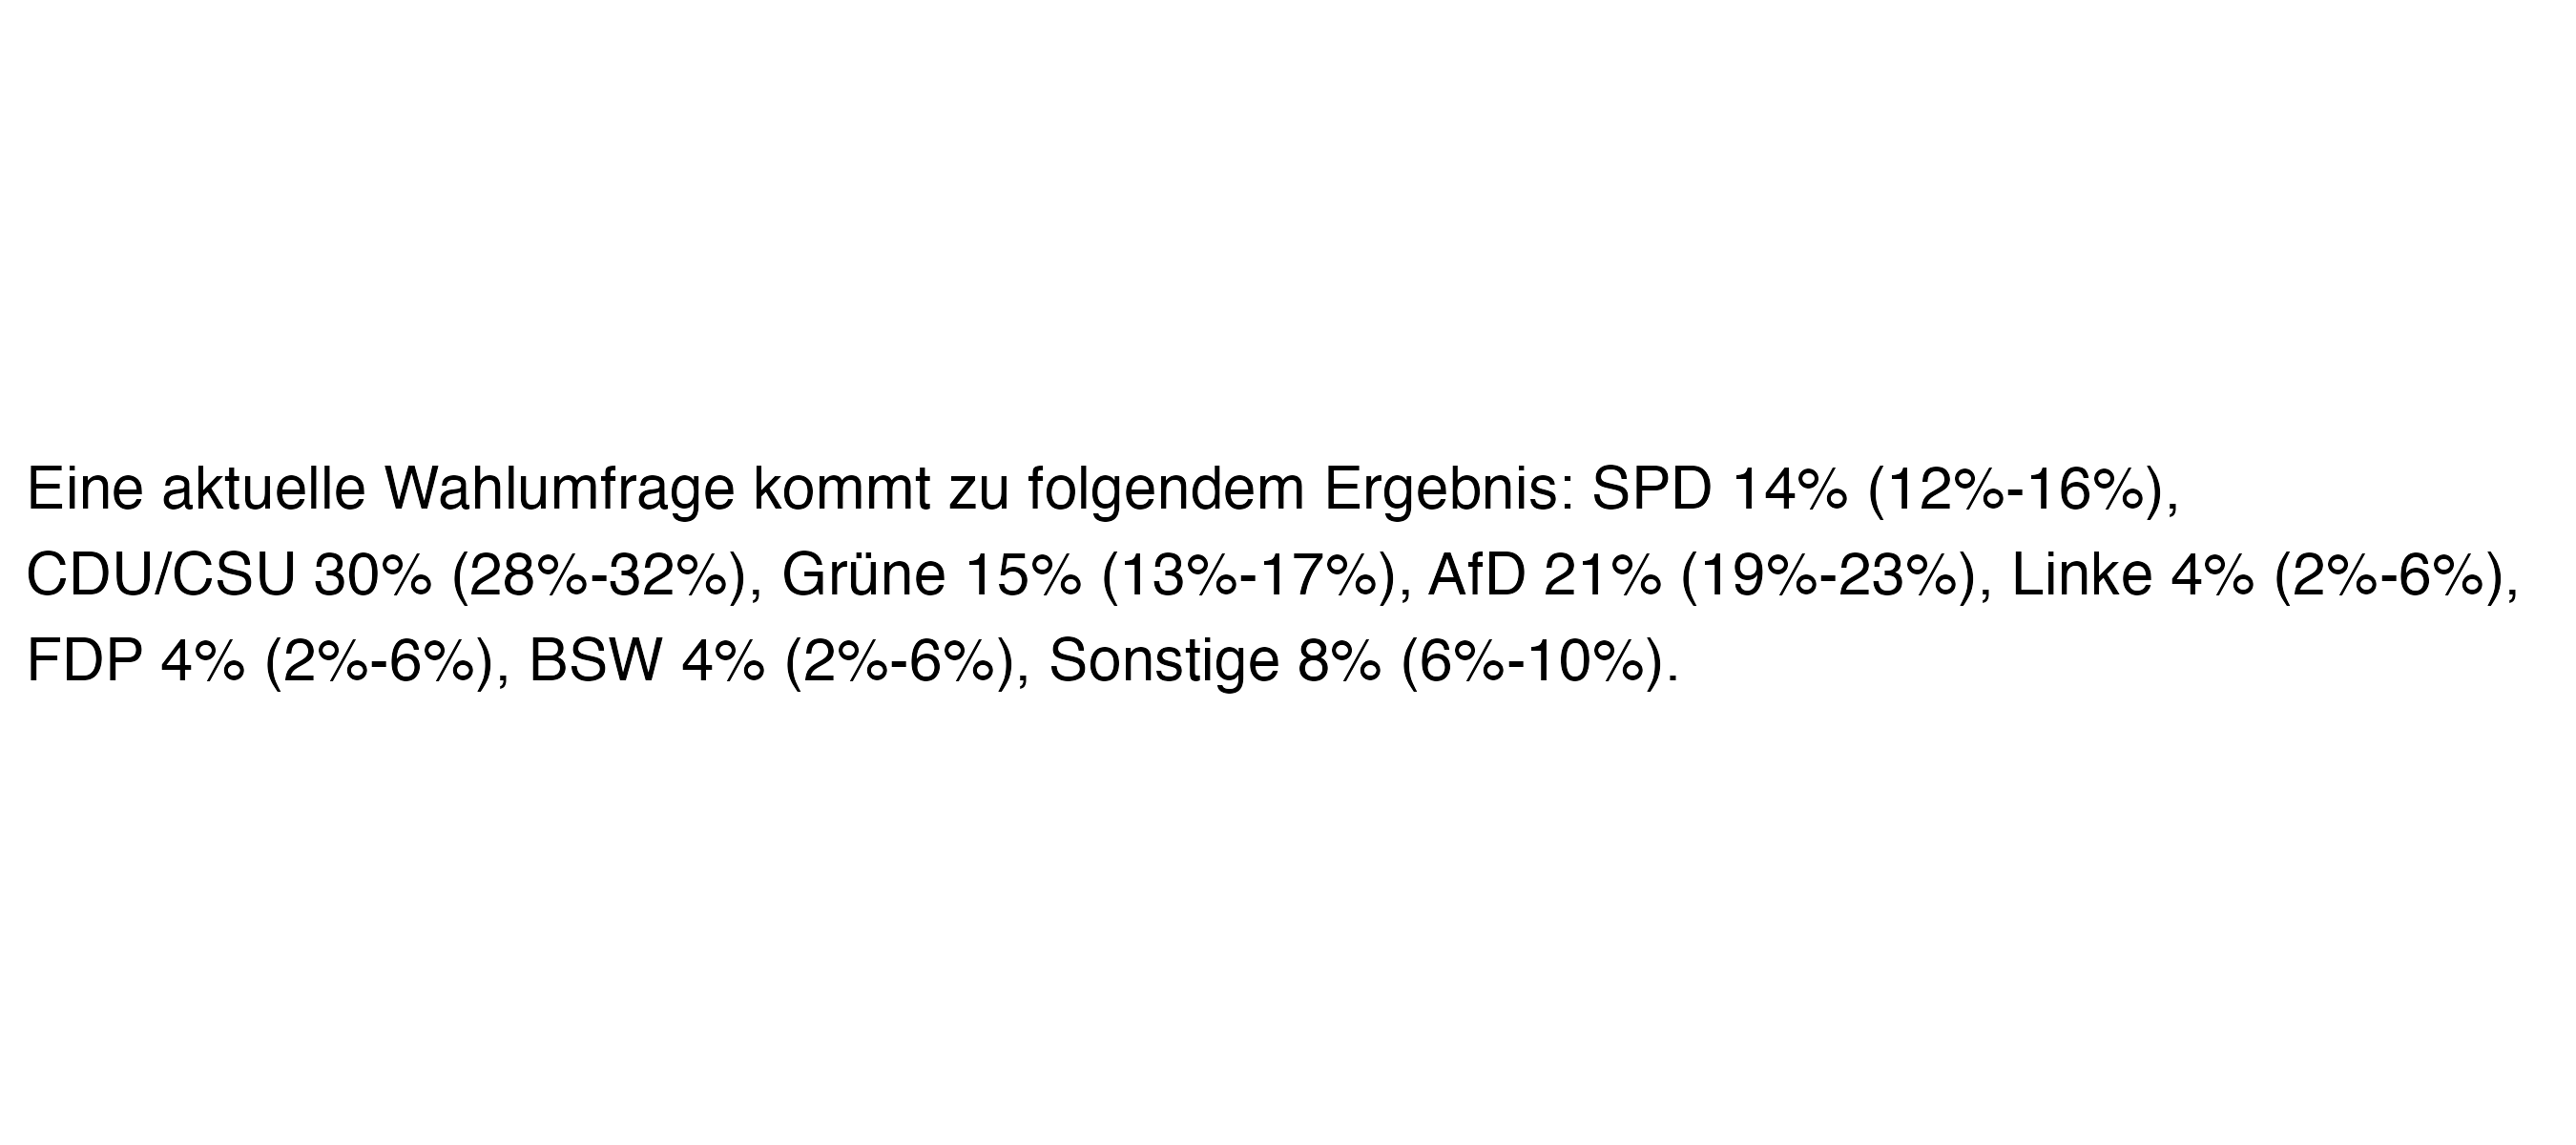 Eine aktuelle Wahlumfrage kommt zu folgendem Ergebnis: SPD 14% (12%-16%),
CDU/CSU 30% (28%-32%), Grüne 15% (13%-17%), AfD 21% (19%-23%), Linke 4% (2%-6%),
FDP 4% (2%-6%), BSW 4% (2%-6%), Sonstige 8% (6%-10%).